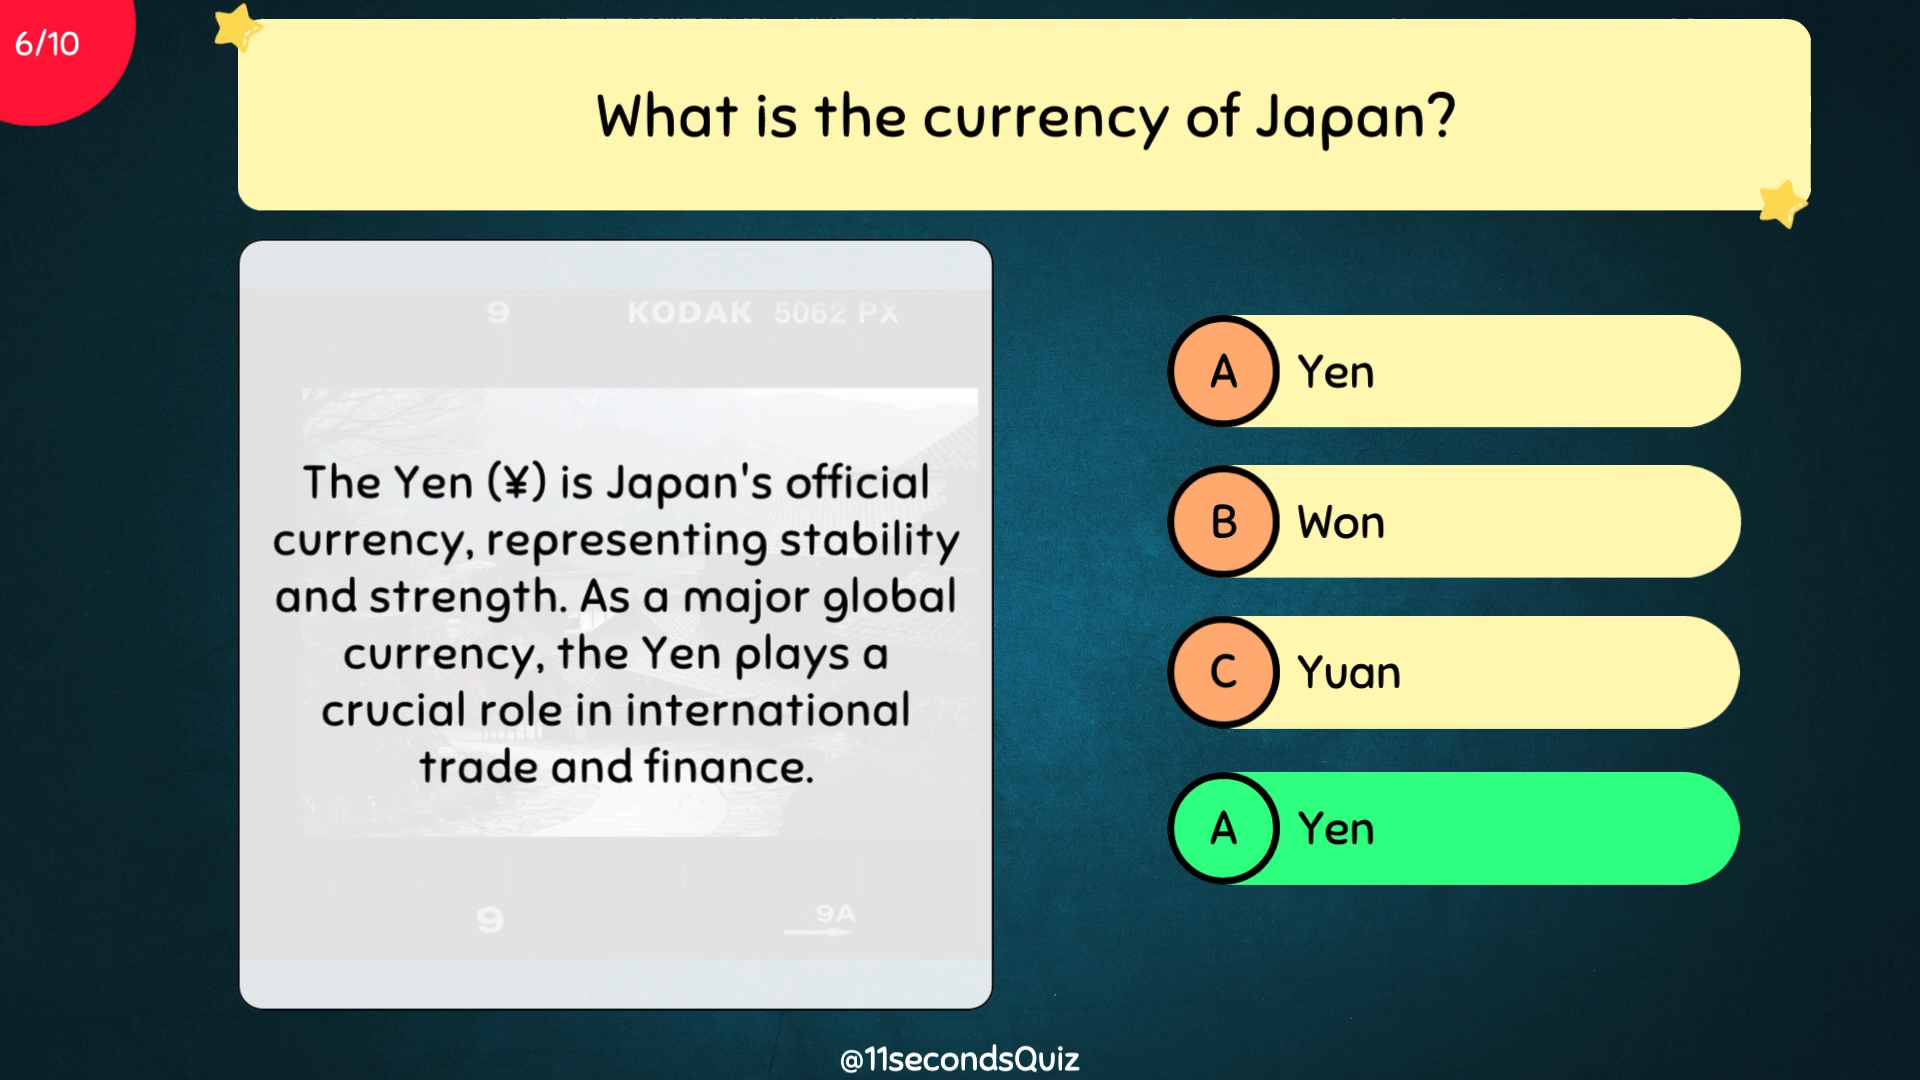 6/10
What is the currency of Japan?
9 KODAK 5062 PX
The Yen (¥) is Japan's official
currency, representing stability
and strength. As a major global
currency, the Yen plays a
crucial role in international
trade and finance.
9 9A
A Yen
B Won
C Yuan
A Yen
@11secondsQuiz